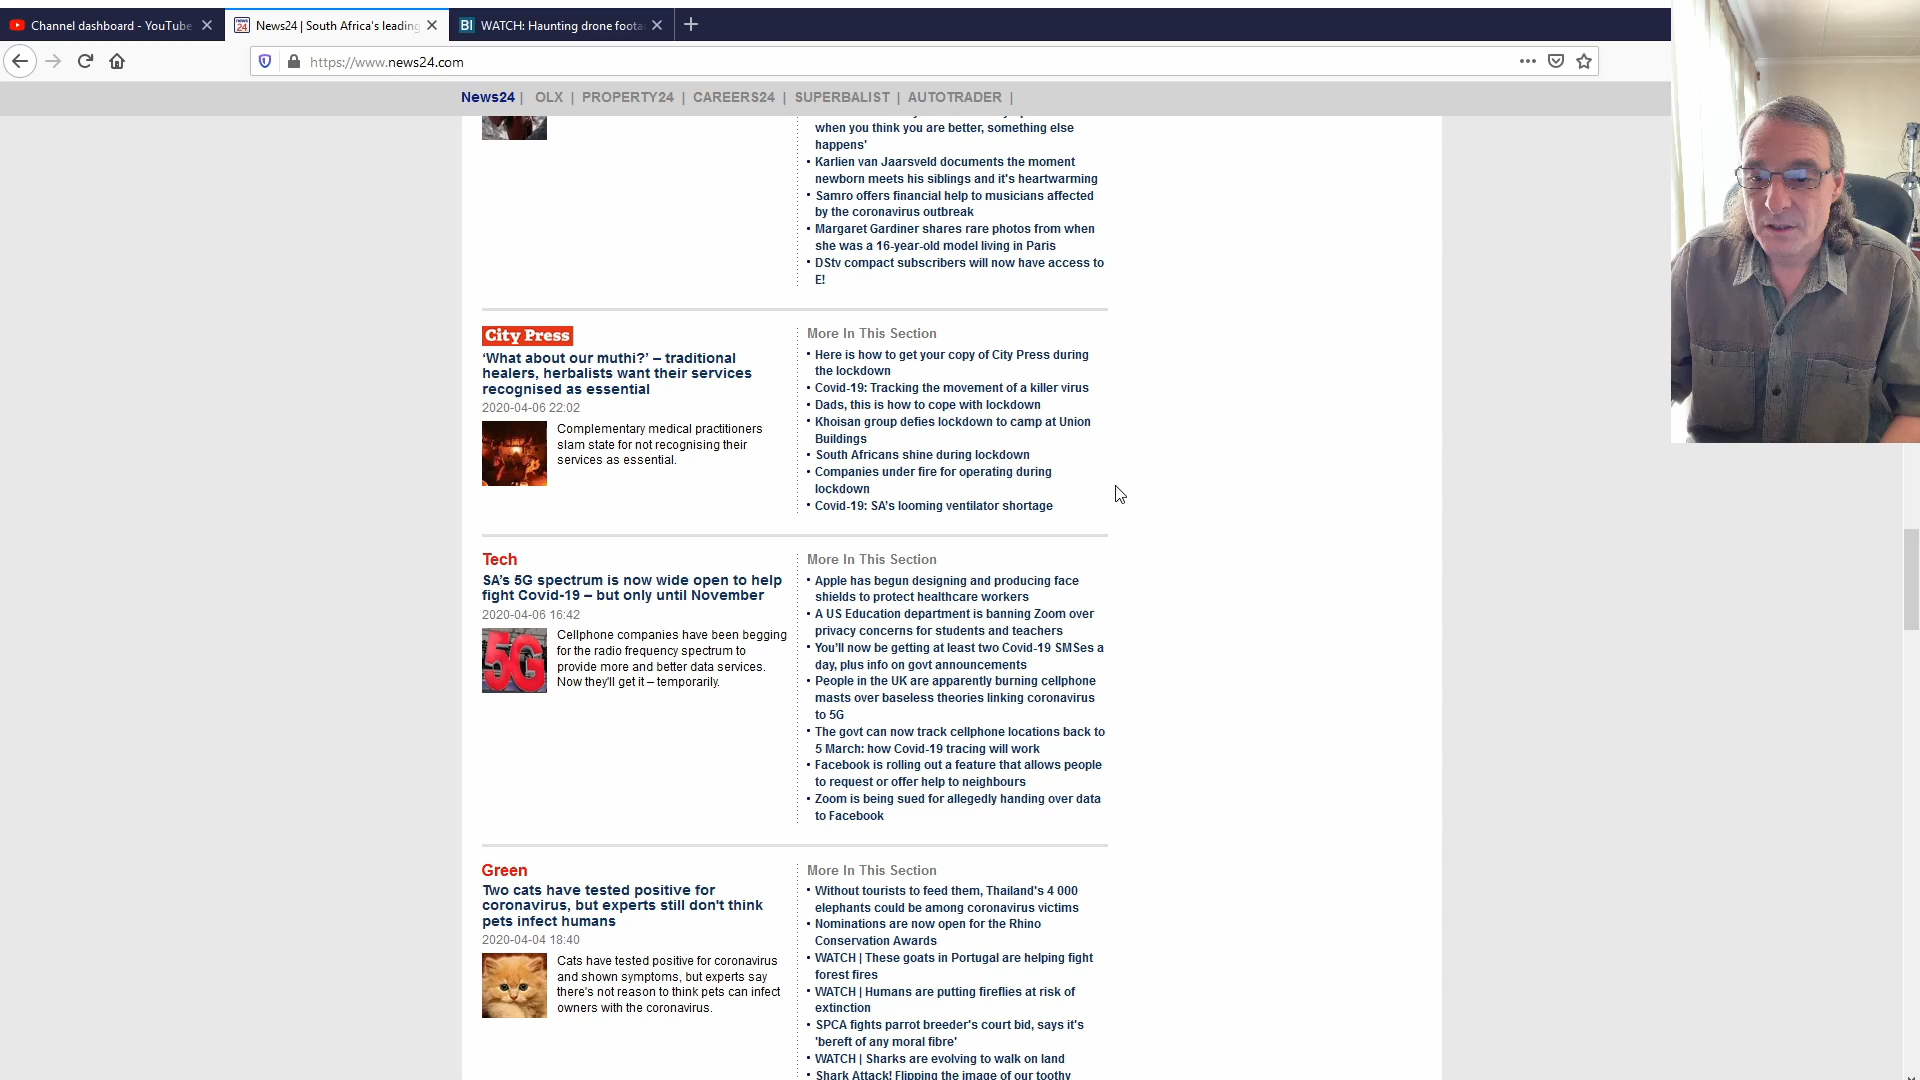 Channel dashboard - YouTube
News24 | South Africa's leading
BI WATCH: Haunting drone foota
https://www.news24.com
News24 | OLX | PROPERTY24 | CAREERS24 | SUPERBALIST | AUTOTRADER |
when you think you are better, something else
happens'
• Karlien van Jaarsveld documents the moment
newborn meets his siblings and it's heartwarming
• Samro offers financial help to musicians affected
by the coronavirus outbreak
• Margaret Gardiner shares rare photos from when
she was a 16-year-old model living in Paris
• DStv compact subscribers will now have access to
E!
City Press
‘What about our muthi?’ – traditional
healers, herbalists want their services
recognised as essential
2020-04-06 22:02
Complementary medical practitioners
slam state for not recognising their
services as essential.
More In This Section
• Here is how to get your copy of City Press during
the lockdown
• Covid-19: Tracking the movement of a killer virus
• Dads, this is how to cope with lockdown
• Khoisan group defies lockdown to camp at Union
Buildings
• South Africans shine during lockdown
• Companies under fire for operating during
lockdown
• Covid-19: SA’s looming ventilator shortage
Tech
SA’s 5G spectrum is now wide open to help
fight Covid-19 – but only until November
2020-04-06 16:42
5G
Cellphone companies have been begging
for the radio frequency spectrum to
provide more and better data services.
Now they'll get it – temporarily.
More In This Section
• Apple has begun designing and producing face
shields to protect healthcare workers
• A US Education department is banning Zoom over
privacy concerns for students and teachers
• You’ll now be getting at least two Covid-19 SMSes a
day, plus info on govt announcements
• People in the UK are apparently burning cellphone
masts over baseless theories linking coronavirus
to 5G
• The govt can now track cellphone locations back to
5 March: how Covid-19 tracing will work
• Facebook is rolling out a feature that allows people
to request or offer help to neighbours
• Zoom is being sued for allegedly handing over data
to Facebook
Green
Two cats have tested positive for
coronavirus, but experts still don't think
pets infect humans
2020-04-04 18:40
Cats have tested positive for coronavirus
and shown symptoms, but experts say
there's not reason to think pets can infect
owners with the coronavirus.
More In This Section
• Without tourists to feed them, Thailand's 4 000
elephants could be among coronavirus victims
• Nominations are now open for the Rhino
Conservation Awards
• WATCH | These goats in Portugal are helping fight
forest fires
• WATCH | Humans are putting fireflies at risk of
extinction
• SPCA fights parrot breeder's court bid, says it's
'bereft of any moral fibre'
• WATCH | Sharks are evolving to walk on land
• Shark Attack! Flipping the image of our toothy